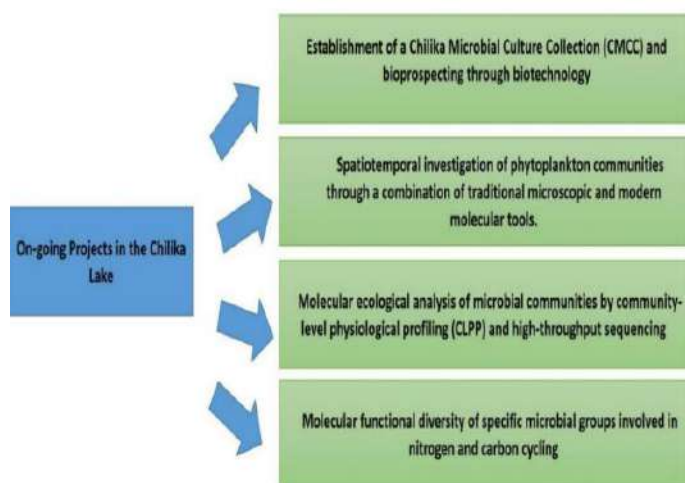 Establishment of a Chilika Microbial Culture Collection (CMCC) and
bioprospecting through biotechnology
Spatiotemporal investigation of phytoplankton communities
through a combination of traditional microscopic and modern
molecular tools.
On-going Projects in the Chilika
Lake
Molecular ecological analysis of microbial communities by community-
level physiological profiling (CLPP) and high-throughput sequencing
Molecular functional diversity of specific microbial groups involved in
nitrogen and carbon cycling